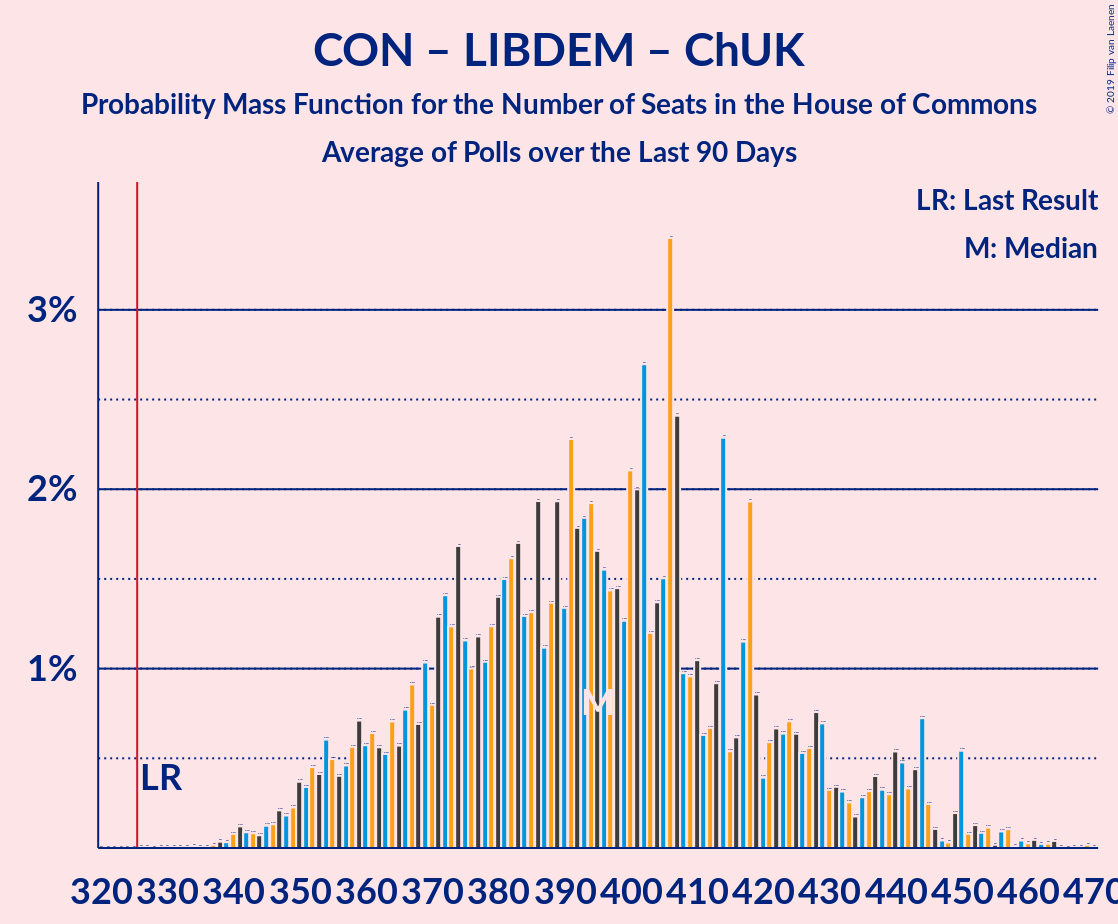 CON – LIBDEM – ChUK
Probability Mass Function for the Number of Seats in the House of Commons
Average of Polls over the Last 90 Days
© 2019 Filip van Laenen
LR: Last Result
M: Median
3%
2%
1%
M
LR
320 330 340 350 360 370 380 390 400 410 420 430 440 450 460 470